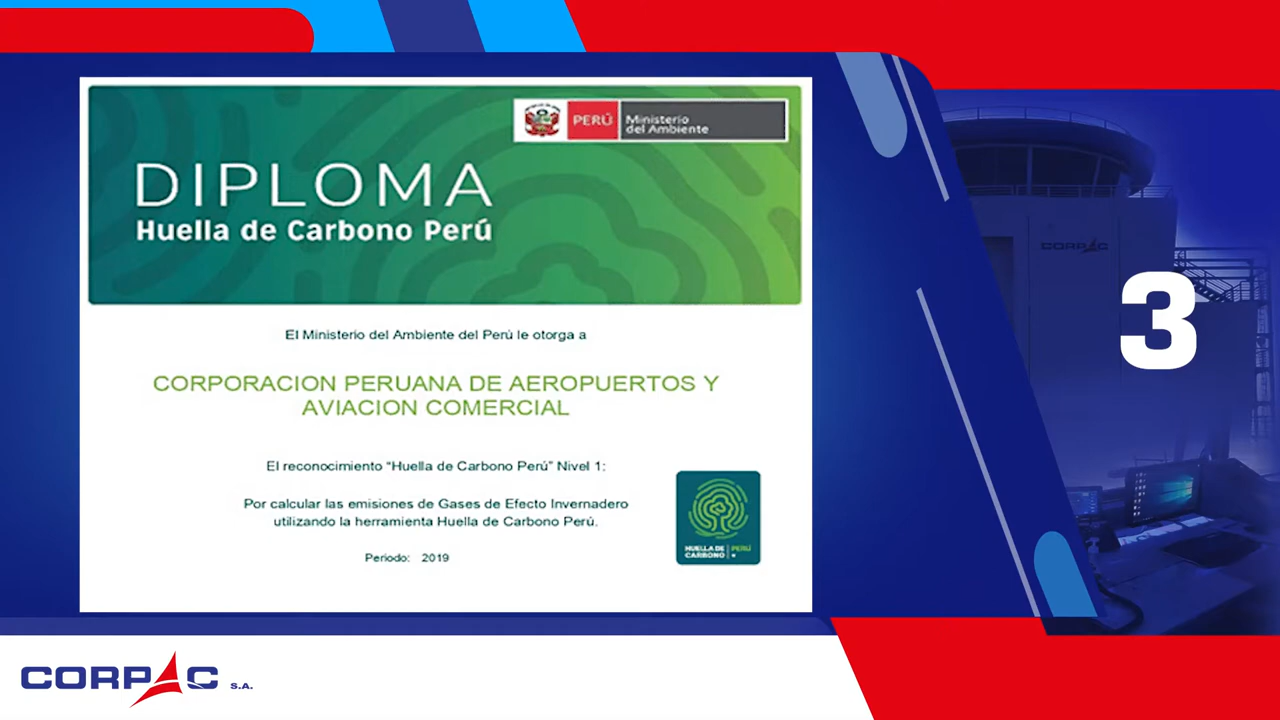 PERÚ
Ministerio
del Ambiente
DIPLOMA
Huella de Carbono Perú
El Ministerio del Ambiente del Perú le otorga a
CORPORACION PERUANA DE AEROPUERTOS Y
AVIACION COMERCIAL
El reconocimiento “Huella de Carbono Perú” Nivel 1:
Por calcular las emisiones de Gases de Efecto Invernadero
utilizando la herramienta Huella de Carbono Perú.
Periodo: 2019
HUELLA DE
CARBONO
PERÚ
CORPAC
3
CORPAC S.A.